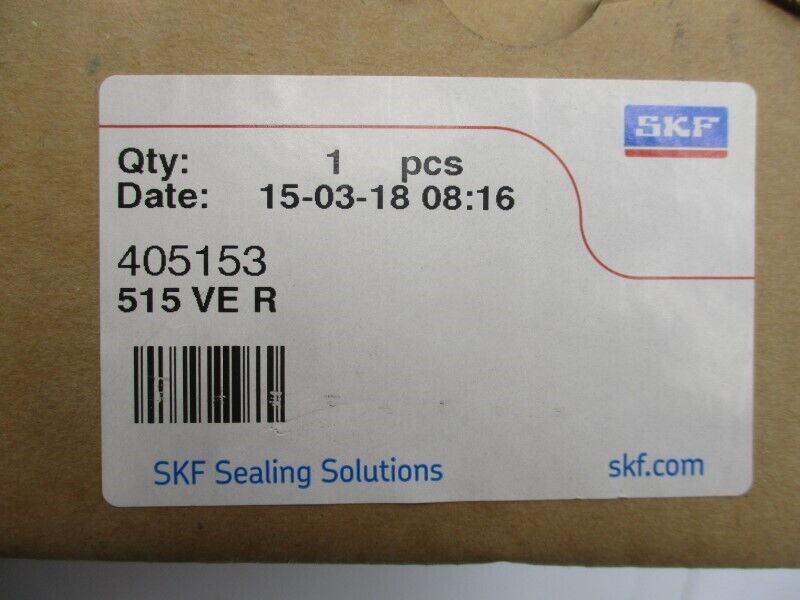 SKF
Qty: 1 pcs
Date: 15-03-18 08:16
405153
515 VE R
SKF Sealing Solutions
skf.com